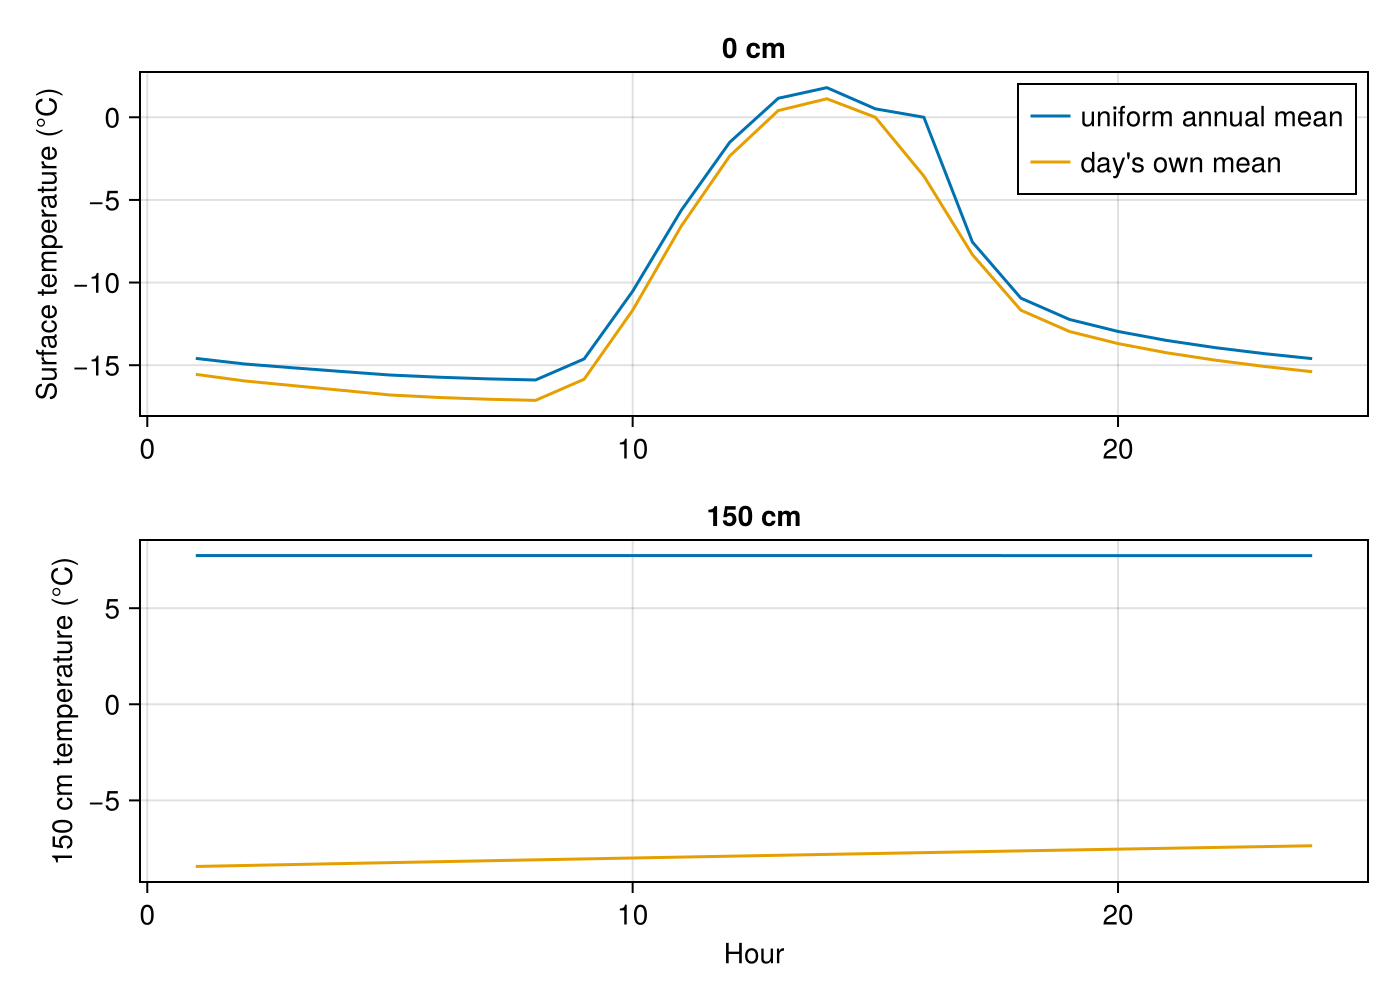 0 cm
Surface temperature (°C)
0
−5
−10
−15
uniform annual mean
day's own mean
0 10 20
150 cm
150 cm temperature (°C)
5
0
−5
0 10 20
Hour